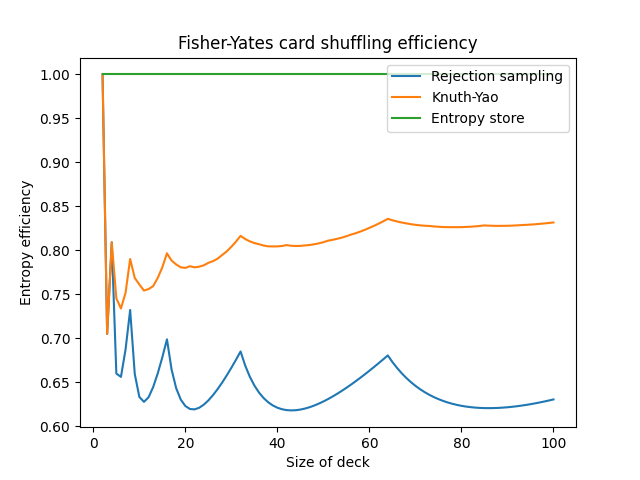 Fisher-Yates card shuffling efficiency
1.00
0.95
0.90
0.85
0.80
0.75
0.70
0.65
0.60
Entropy efficiency
Rejection sampling
Knuth-Yao
Entropy store
0 20 40 60 80 100
Size of deck